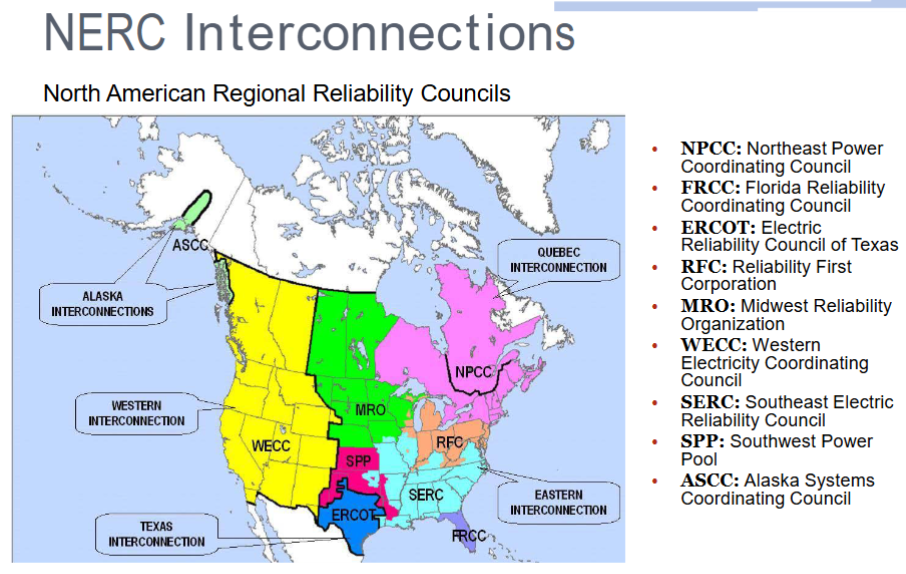 NERC Interconnections
North American Regional Reliability Councils
ASCC
ALASKA
INTERCONNECTIONS
QUEBEC
INTERCONNECTION
NPCC
WESTERN
INTERCONNECTION
MRO
WECC
RFC
SPP
SERC
ERCOT
EASTERN
INTERCONNECTION
TEXAS
INTERCONNECTION
FRCC
• NPCC: Northeast Power
Coordinating Council
• FRCC: Florida Reliability
Coordinating Council
• ERCOT: Electric
Reliability Council of Texas
• RFC: Reliability First
Corporation
• MRO: Midwest Reliability
Organization
• WECC: Western
Electricity Coordinating
Council
• SERC: Southeast Electric
Reliability Council
• SPP: Southwest Power
Pool
• ASCC: Alaska Systems
Coordinating Council